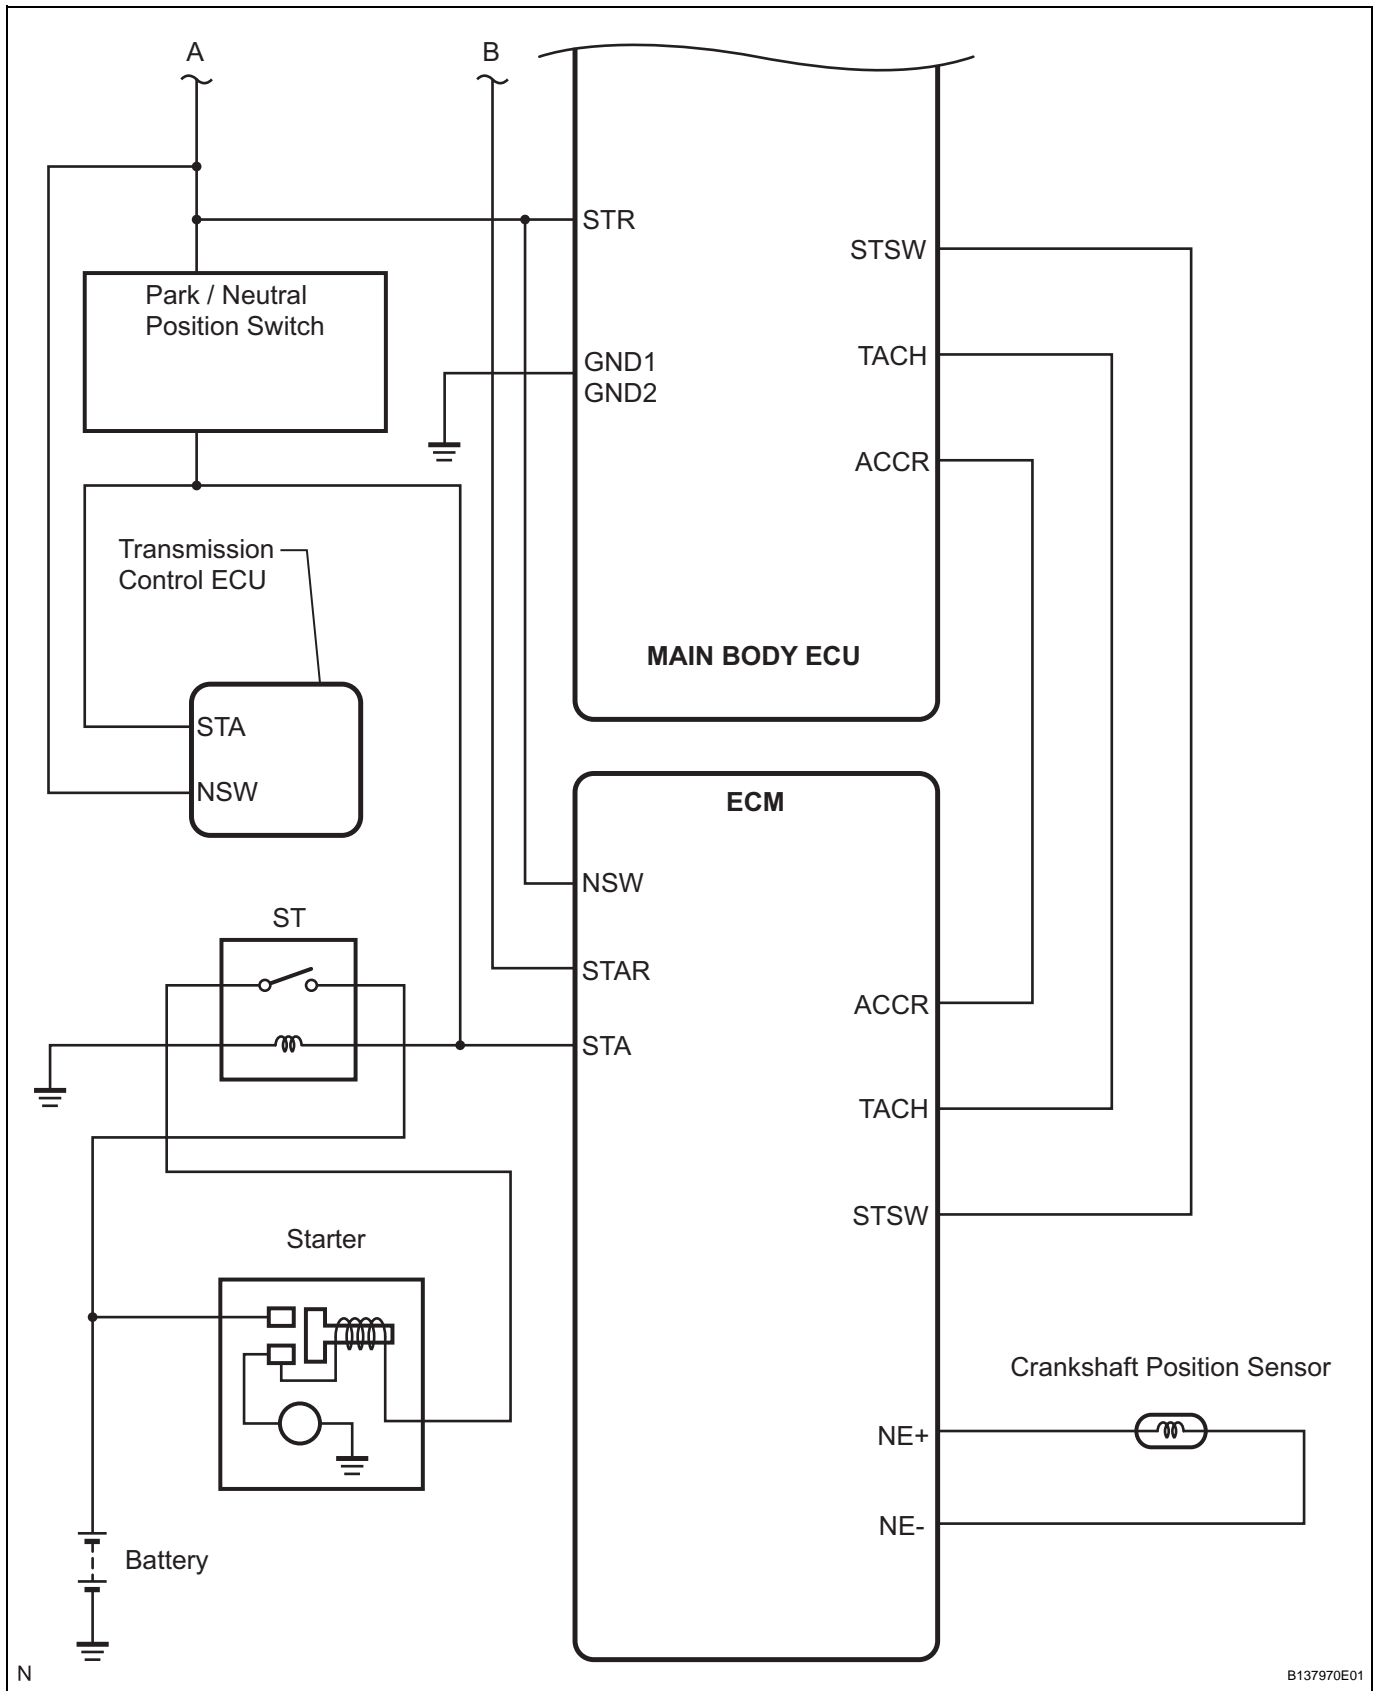 A
B
STR
STSW
Park / Neutral
Position Switch
GND1
GND2
TACH
ACCR
Transmission
Control ECU
MAIN BODY ECU
STA
NSW
ECM
NSW
ST
STAR
ACCR
STA
TACH
STSW
Starter
Crankshaft Position Sensor
NE+
NE-
Battery
N
B137970E01